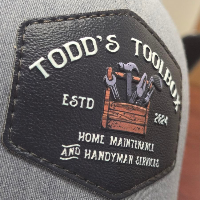 TODD'S TOOLBOX
ESTD 2024
HOME MAINTENANCE
AND HANDYMAN SERVICES